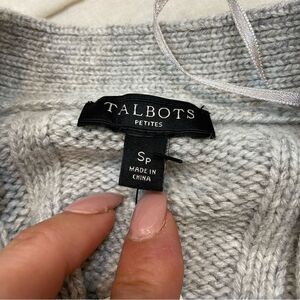 TALBOTS
PETITES
SP
MADE IN
CHINA